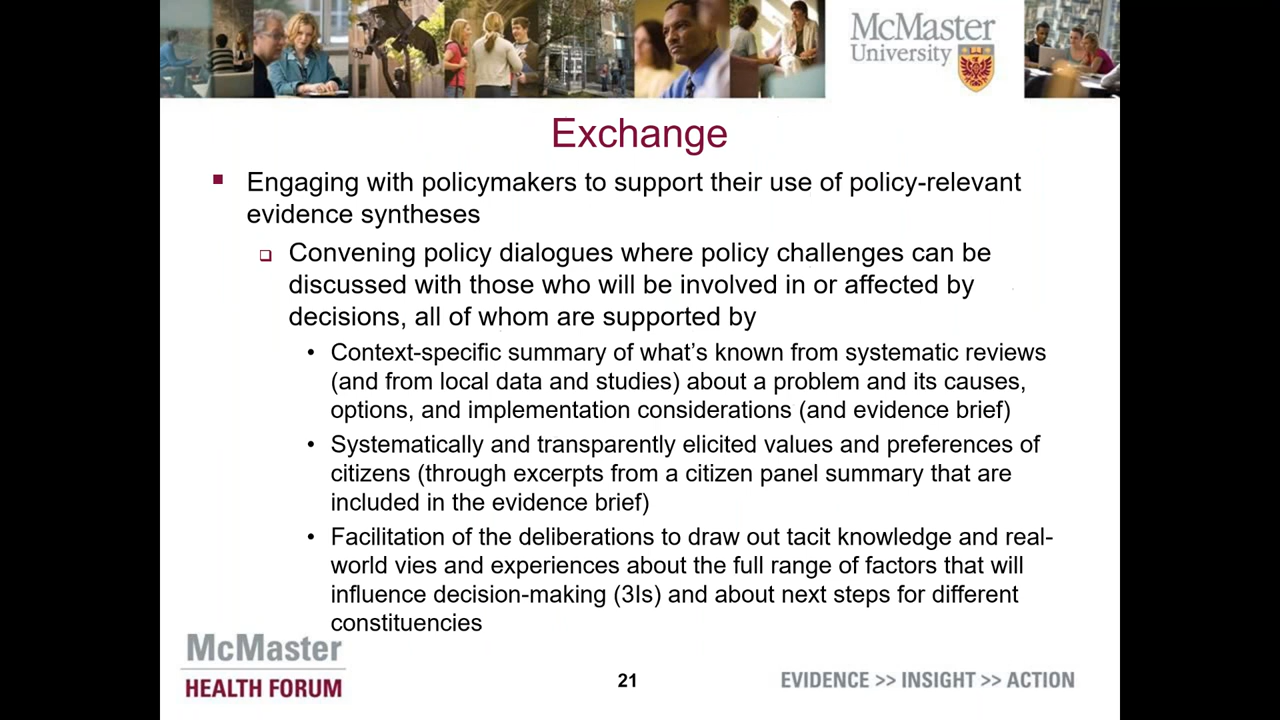 McMaster
University
Exchange
▪ Engaging with policymakers to support their use of policy-relevant
evidence syntheses
❑ Convening policy dialogues where policy challenges can be
discussed with those who will be involved in or affected by
decisions, all of whom are supported by
• Context-specific summary of what’s known from systematic reviews
(and from local data and studies) about a problem and its causes,
options, and implementation considerations (and evidence brief)
• Systematically and transparently elicited values and preferences of
citizens (through excerpts from a citizen panel summary that are
included in the evidence brief)
• Facilitation of the deliberations to draw out tacit knowledge and real-
world vies and experiences about the full range of factors that will
influence decision-making (3Is) and about next steps for different
constituencies
McMaster
HEALTH FORUM
21
EVIDENCE >> INSIGHT >> ACTION